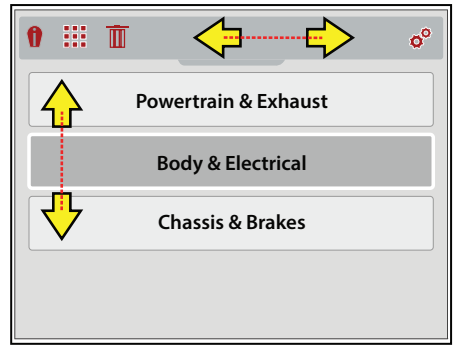 Powertrain & Exhaust
Body & Electrical
Chassis & Brakes